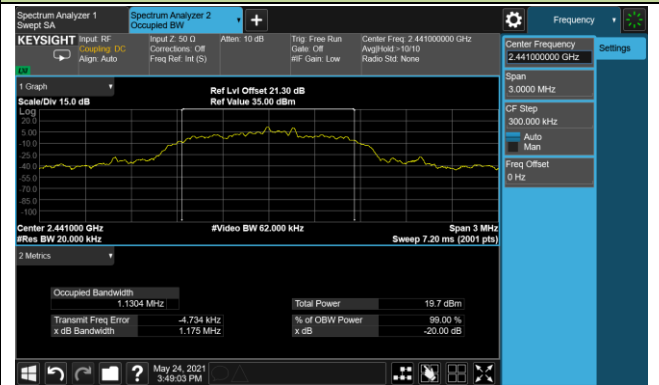 Spectrum Analyzer 1
Swept SA
Spectrum Analyzer 2
Occupied BW
Frequency
KEYSIGHT
Input: RF
Coupling: DC
Align: Auto
Input Z: 50 Ω
Corrections: Off
Freq Ref: Int (S)
Atten: 10 dB
Trig: Free Run
Gate: Off
#IF Gain: Low
Center Freq: 2.441000000 GHz
Avg|Hold:>10/10
Radio Std: None
Center Frequency
2.441000000 GHz
Settings
Span
3.0000 MHz
CF Step
300.000 kHz
Auto
Man
Freq Offset
0 Hz
1 Graph
Scale/Div 15.0 dB
Ref Lvl Offset 21.30 dB
Ref Value 35.00 dBm
Log
20.0
5.00
-10.0
-25.0
-40.0
-55.0
-70.0
-85.0
-100
Center 2.441000 GHz
#Video BW 62.000 kHz
Span 3 MHz
#Res BW 20.000 kHz
Sweep 7.20 ms (2001 pts)
2 Metrics
Occupied Bandwidth
1.1304 MHz
Total Power 19.7 dBm
Transmit Freq Error -4.734 kHz
% of OBW Power 99.00 %
x dB Bandwidth 1.175 MHz
x dB -20.00 dB
?
May 24, 2021
3:49:03 PM